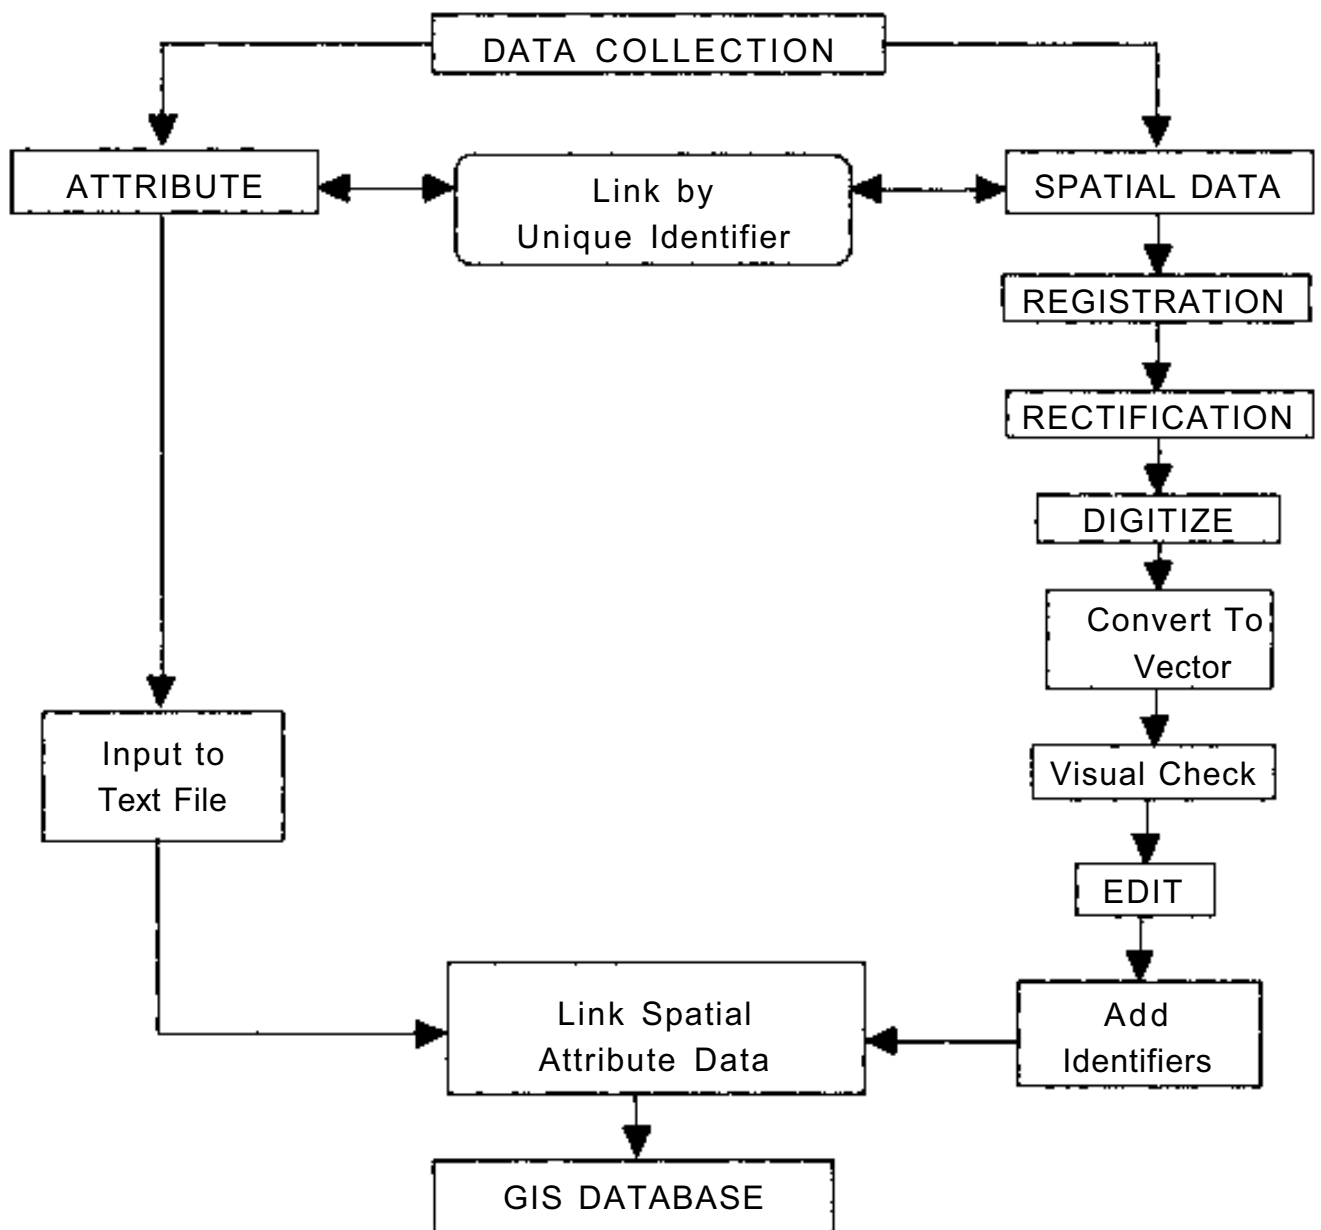 DATA COLLECTION
ATTRIBUTE
Link by
Unique Identifier
SPATIAL DATA
REGISTRATION
RECTIFICATION
DIGITIZE
Convert To
Vector
Input to
Text File
Visual Check
EDIT
Link Spatial
Attribute Data
Add
Identifiers
GIS DATABASE